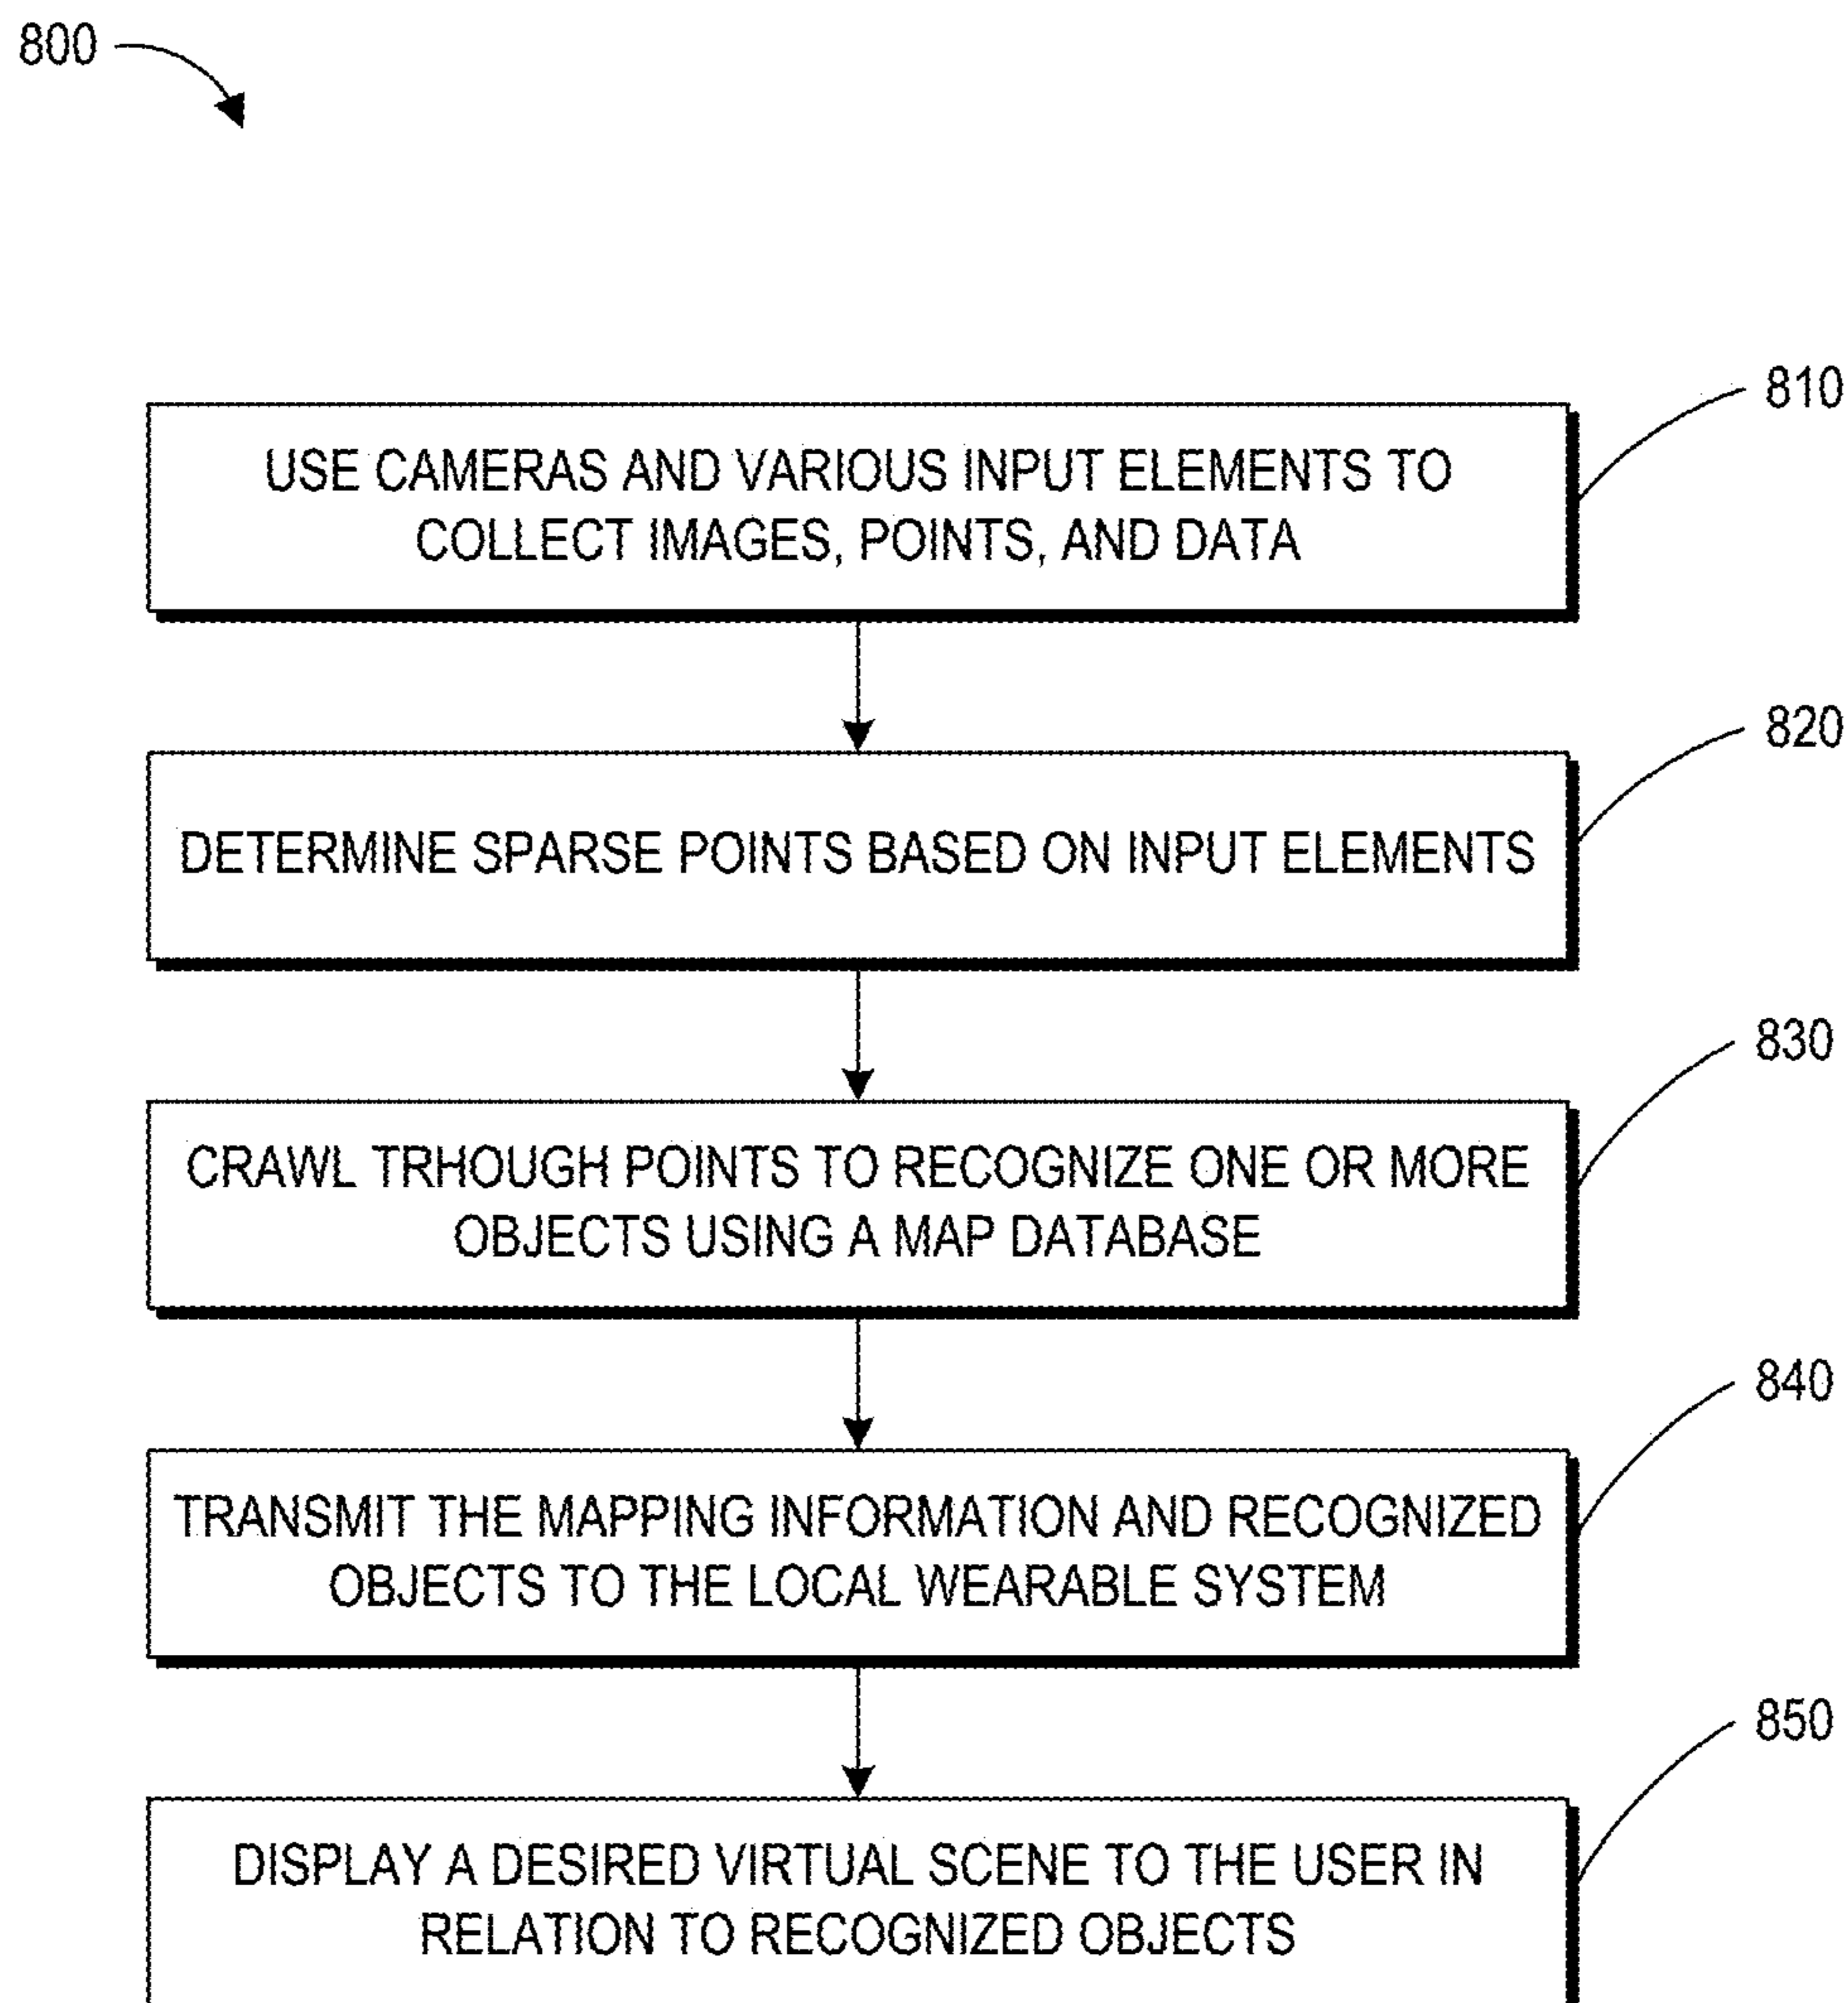 800
810
USE CAMERAS AND VARIOUS INPUT ELEMENTS TO
COLLECT IMAGES, POINTS, AND DATA
820
DETERMINE SPARSE POINTS BASED ON INPUT ELEMENTS
830
CRAWL TRHOUGH POINTS TO RECOGNIZE ONE OR MORE
OBJECTS USING A MAP DATABASE
840
TRANSMIT THE MAPPING INFORMATION AND RECOGNIZED
OBJECTS TO THE LOCAL WEARABLE SYSTEM
850
DISPLAY A DESIRED VIRTUAL SCENE TO THE USER IN
RELATION TO RECOGNIZED OBJECTS